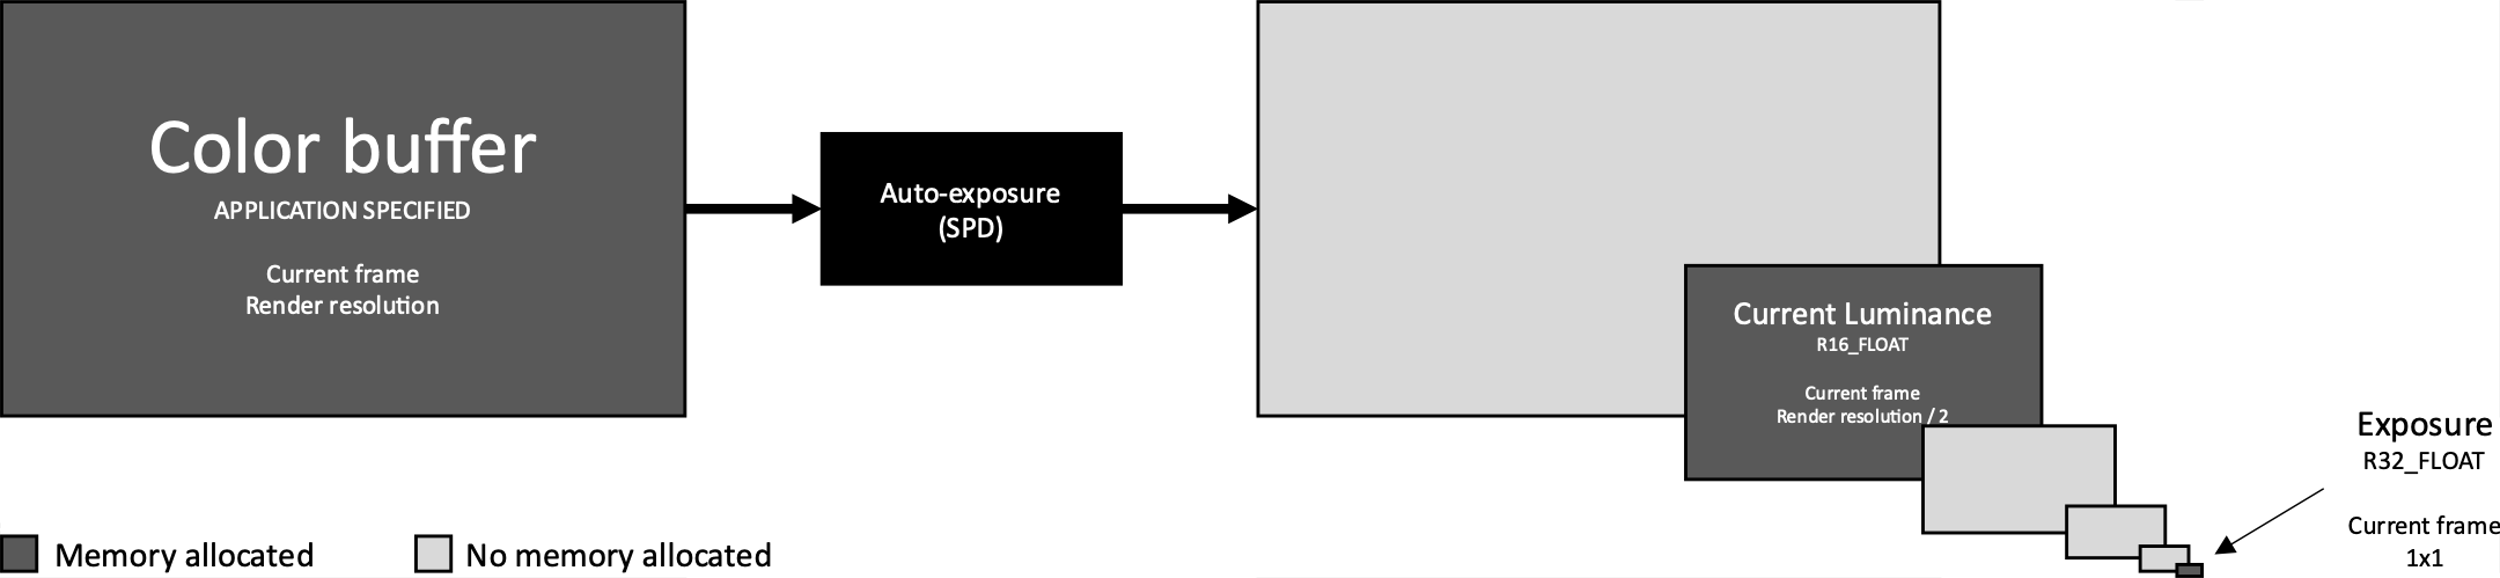 Color buffer
APPLICATION SPECIFIED
Current frame
Render resolution
Auto-exposure
(SPD)
Current Luminance
R16_FLOAT
Current frame
Render resolution / 2
Exposure
R32_FLOAT
Current frame
1x1
Memory allocated
No memory allocated